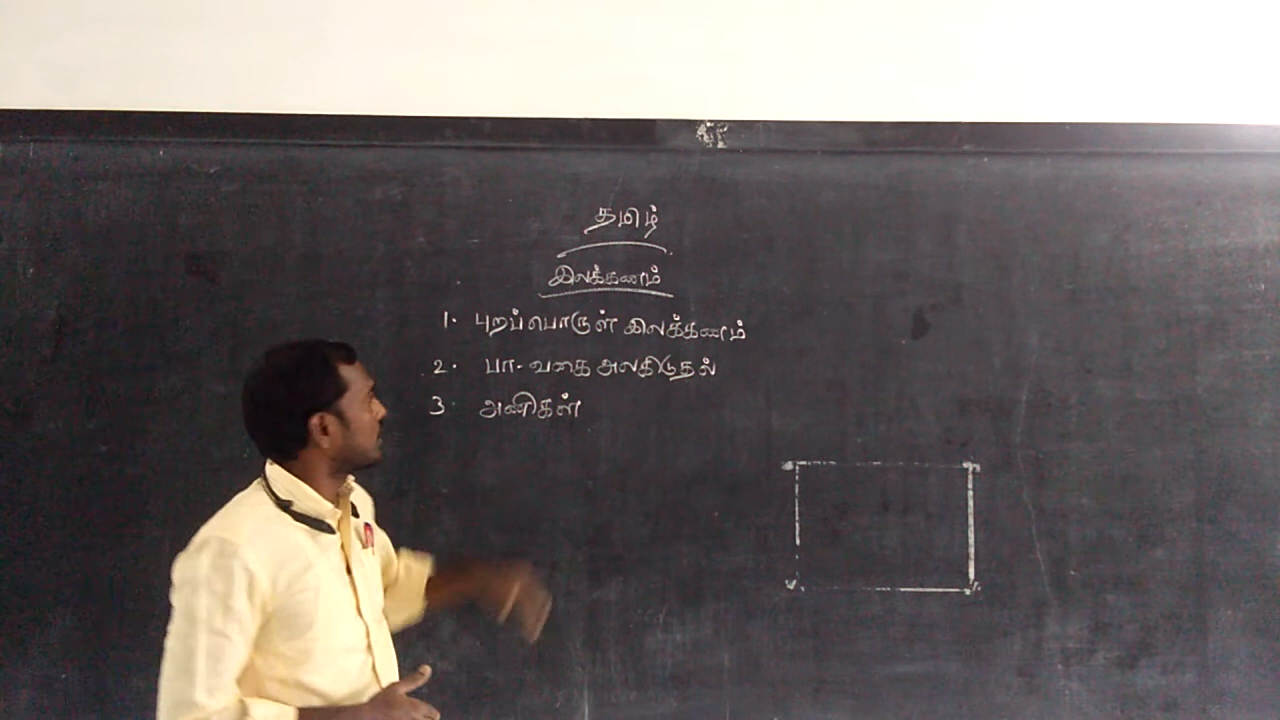 தமிழ்
இலக்கணம்
1. புறப்பொருள் இலக்கணம்
2. பா-வகை அலகிடுதல்
3. அணிகள்